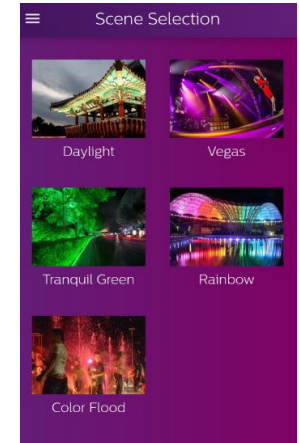 Scene Selection
Daylight
Vegas
Tranquil Green
Rainbow
Color Flood